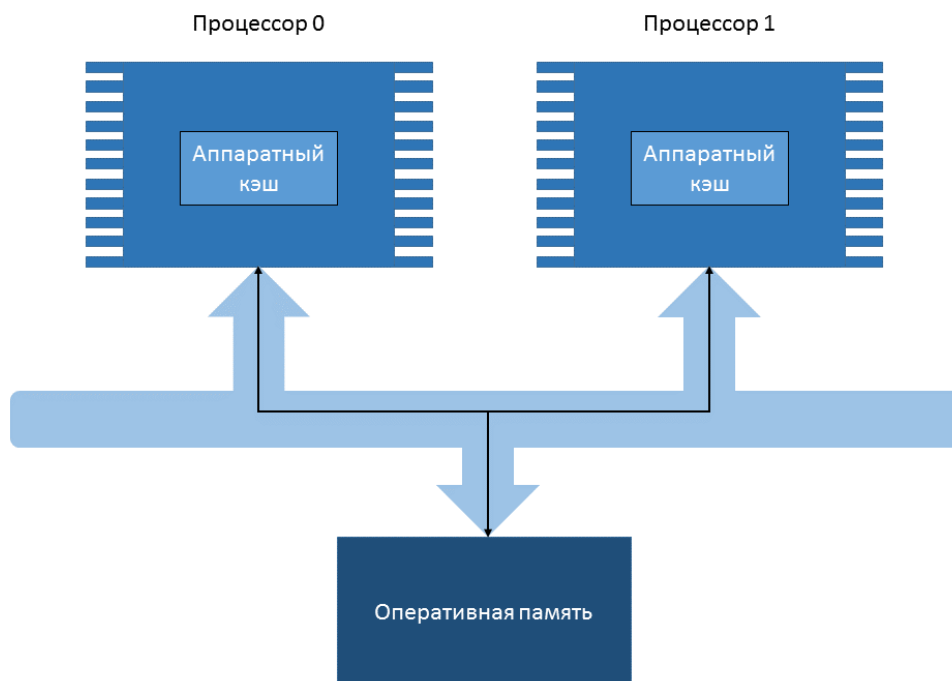 Процессор 0
Процессор 1
Аппаратный
кэш
Аппаратный
кэш
Оперативная память